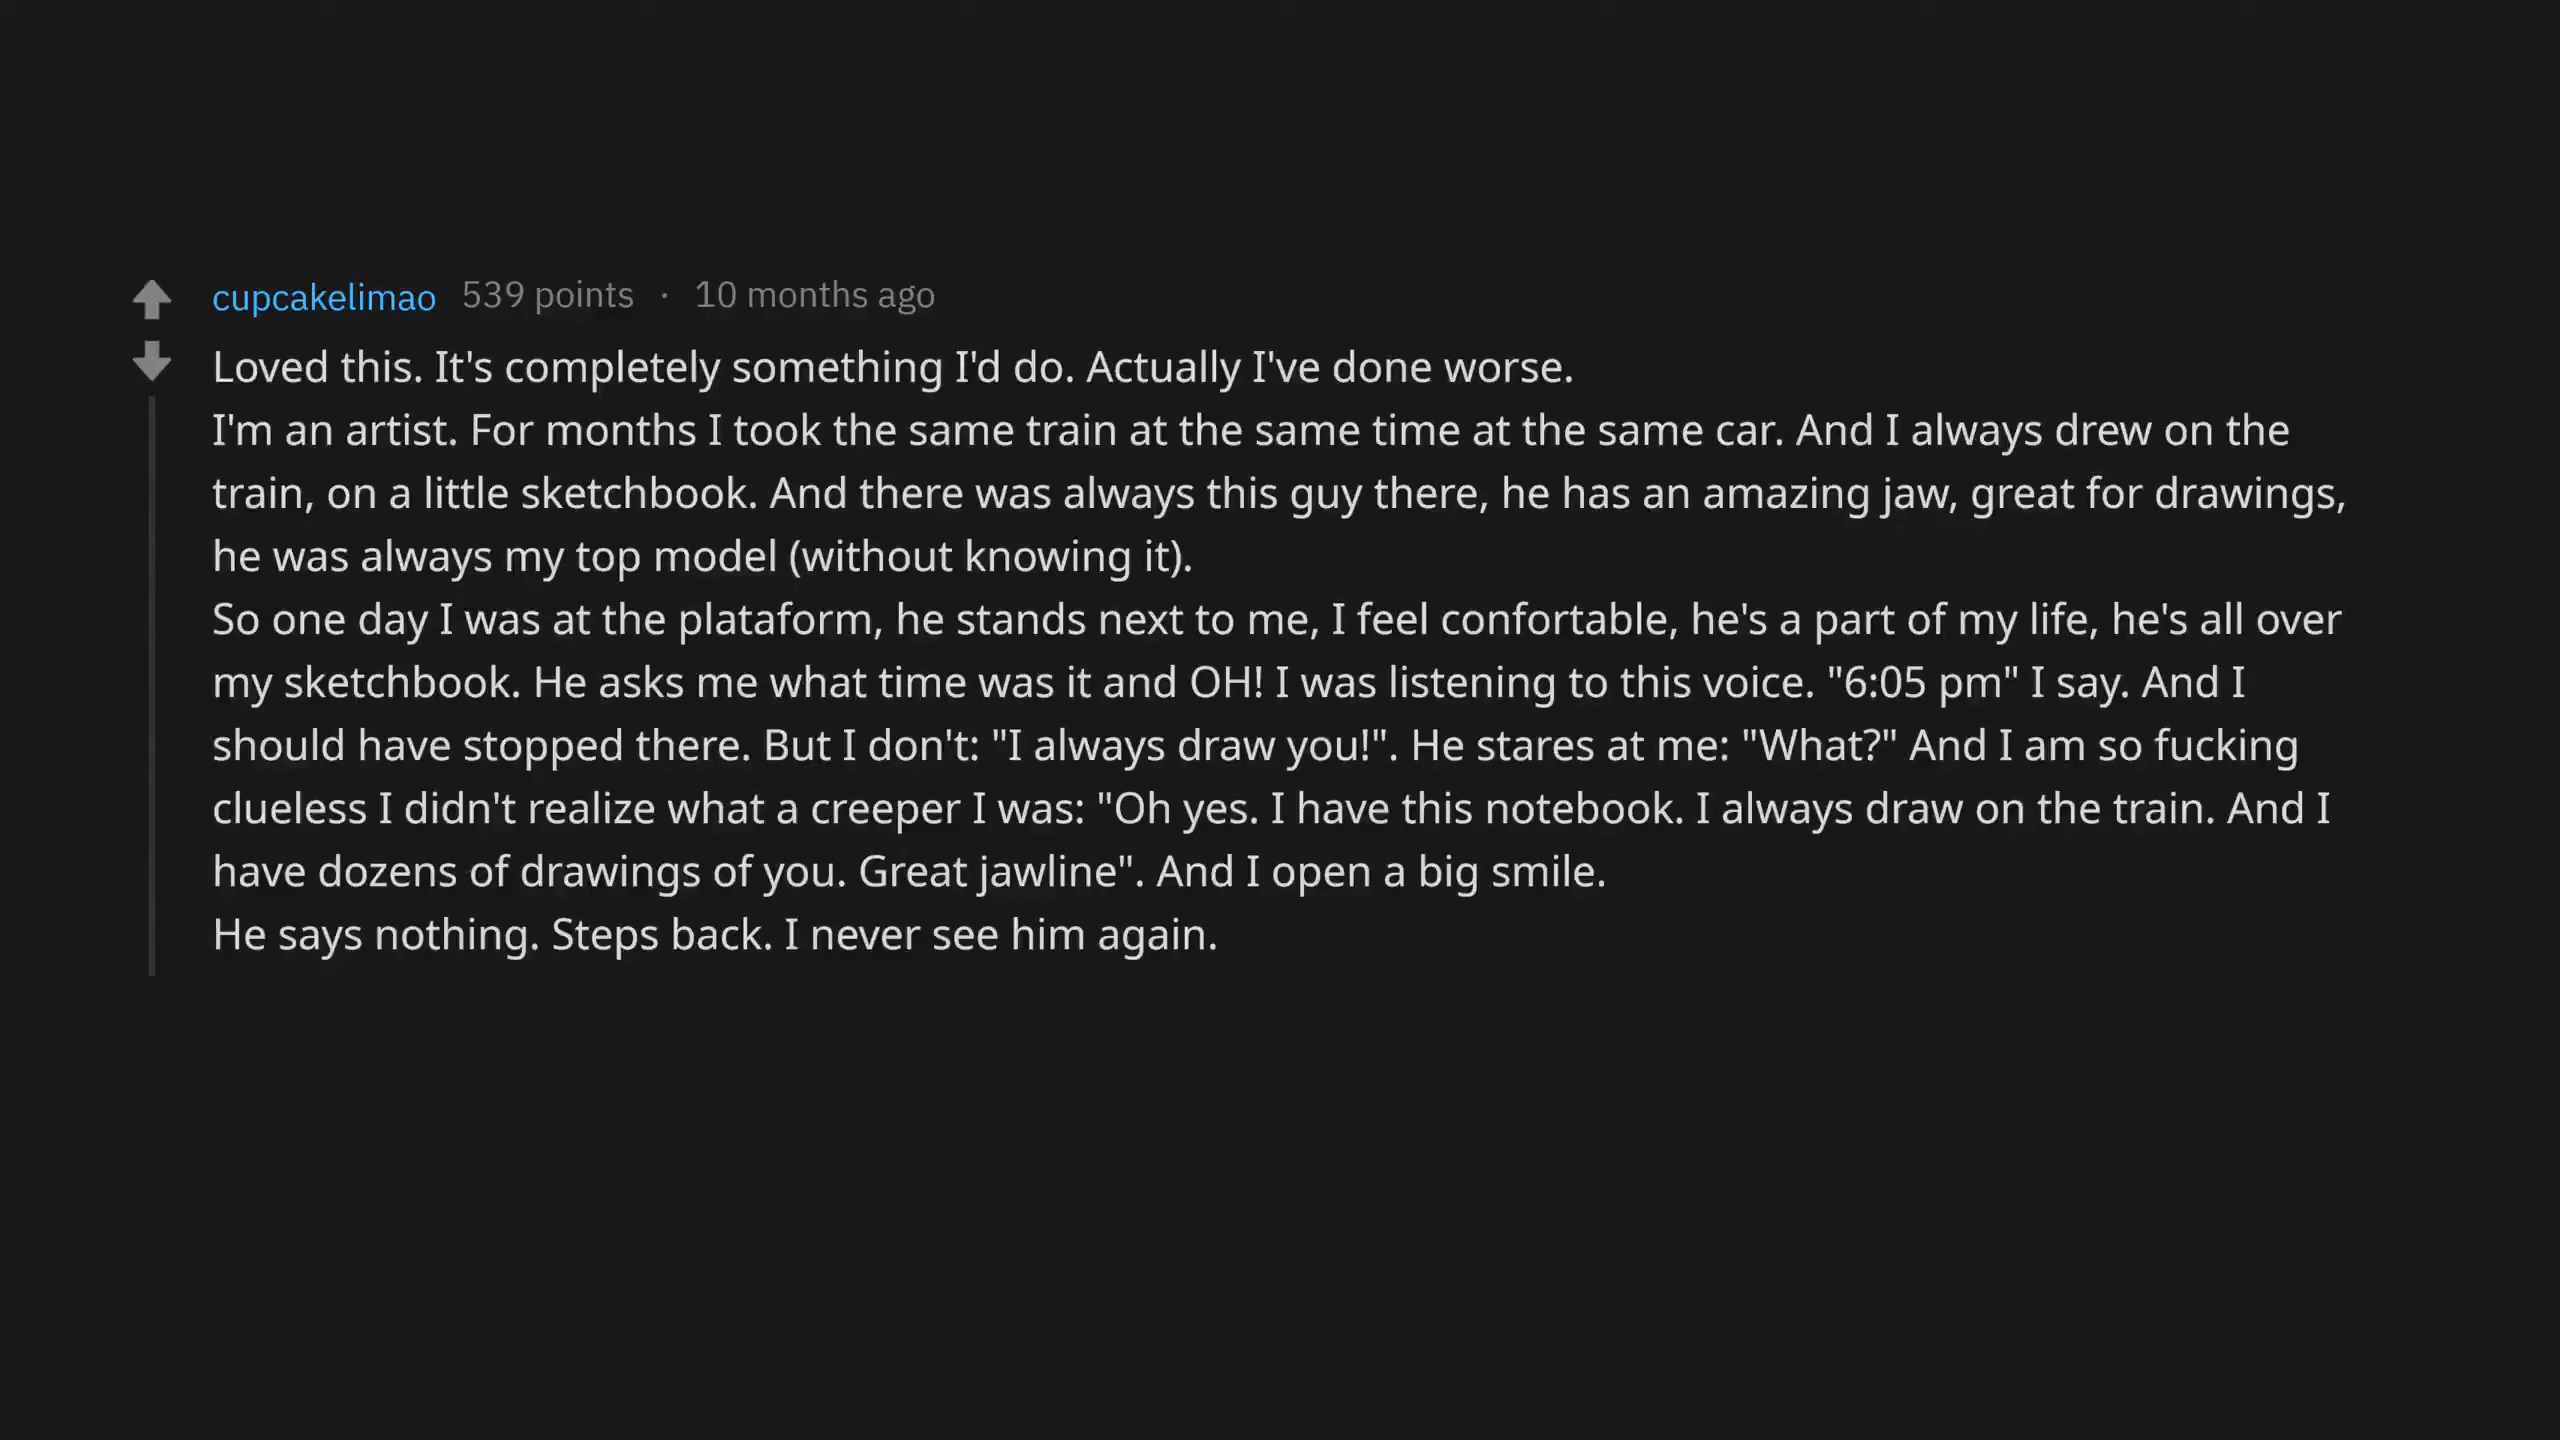 cupcakelimao 539 points · 10 months ago
Loved this. It's completely something I'd do. Actually I've done worse.
I'm an artist. For months I took the same train at the same time at the same car. And I always drew on the
train, on a little sketchbook. And there was always this guy there, he has an amazing jaw, great for drawings,
he was always my top model (without knowing it).
So one day I was at the plataform, he stands next to me, I feel confortable, he's a part of my life, he's all over
my sketchbook. He asks me what time was it and OH! I was listening to this voice. "6:05 pm" I say. And I
should have stopped there. But I don't: "I always draw you!". He stares at me: "What?" And I am so fucking
clueless I didn't realize what a creeper I was: "Oh yes. I have this notebook. I always draw on the train. And I
have dozens of drawings of you. Great jawline". And I open a big smile.
He says nothing. Steps back. I never see him again.